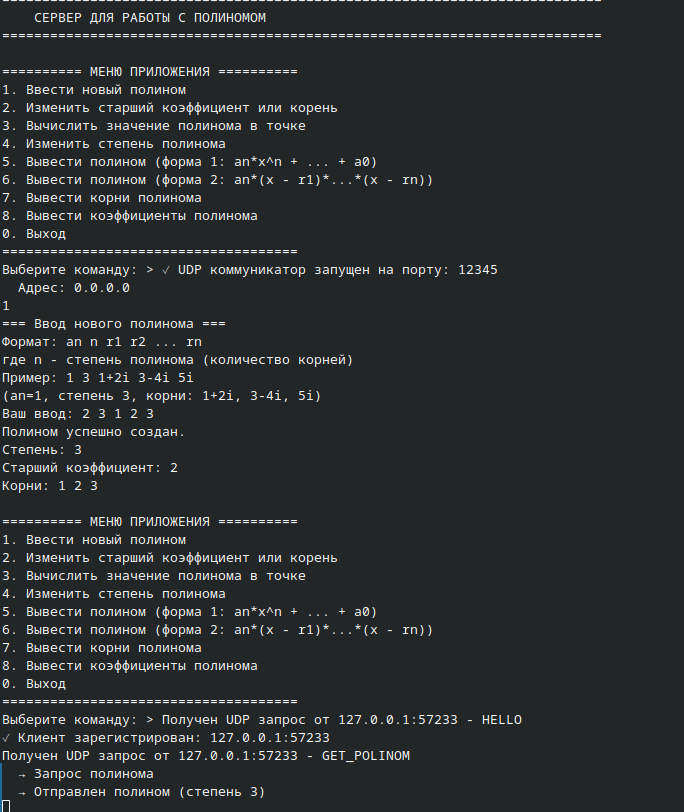 ===========================================================================
СЕРВЕР ДЛЯ РАБОТЫ С ПОЛИНОМОМ
===========================================================================
========== МЕНЮ ПРИЛОЖЕНИЯ ==========
1. Ввести новый полином
2. Изменить старший коэффициент или корень
3. Вычислить значение полинома в точке
4. Изменить степень полинома
5. Вывести полином (форма 1: an*x^n + ... + a0)
6. Вывести полином (форма 2: an*(x - r1)*...*(x - rn))
7. Вывести корни полинома
8. Вывести коэффициенты полинома
0. Выход
=====================================
Выберите команду: > ✓ UDP коммуникатор запущен на порту: 12345
Адрес: 0.0.0.0
1
=== Ввод нового полинома ===
Формат: an n r1 r2 ... rn
где n - степень полинома (количество корней)
Пример: 1 3 1+2i 3-4i 5i
(an=1, степень 3, корни: 1+2i, 3-4i, 5i)
Ваш ввод: 2 3 1 2 3
Полином успешно создан.
Степень: 3
Старший коэффициент: 2
Корни: 1 2 3
========== МЕНЮ ПРИЛОЖЕНИЯ ==========
1. Ввести новый полином
2. Изменить старший коэффициент или корень
3. Вычислить значение полинома в точке
4. Изменить степень полинома
5. Вывести полином (форма 1: an*x^n + ... + a0)
6. Вывести полином (форма 2: an*(x - r1)*...*(x - rn))
7. Вывести корни полинома
8. Вывести коэффициенты полинома
0. Выход
=====================================
Выберите команду: > Получен UDP запрос от 127.0.0.1:57233 - HELLO
✓ Клиент зарегистрирован: 127.0.0.1:57233
Получен UDP запрос от 127.0.0.1:57233 - GET_POLINOM
→ Запрос полинома
→ Отправлен полином (степень 3)